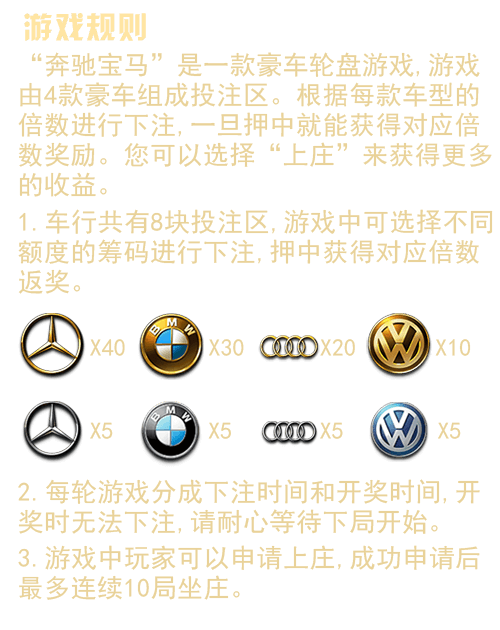 游戏规则
“奔驰宝马”是一款豪车轮盘游戏,游戏
由4款豪车组成投注区。根据每款车型的
倍数进行下注,一旦押中就能获得对应倍
数奖励。您可以选择“上庄”来获得更多
的收益。
1.车行共有8块投注区,游戏中可选择不同
额度的筹码进行下注,押中获得对应倍数
返奖。
X40 BMW X30 X20 X10
X5 BMW X5 X5 X5
2.每轮游戏分成下注时间和开奖时间,开
奖时无法下注,请耐心等待下局开始。
3.游戏中玩家可以申请上庄,成功申请后
最多连续10局坐庄。